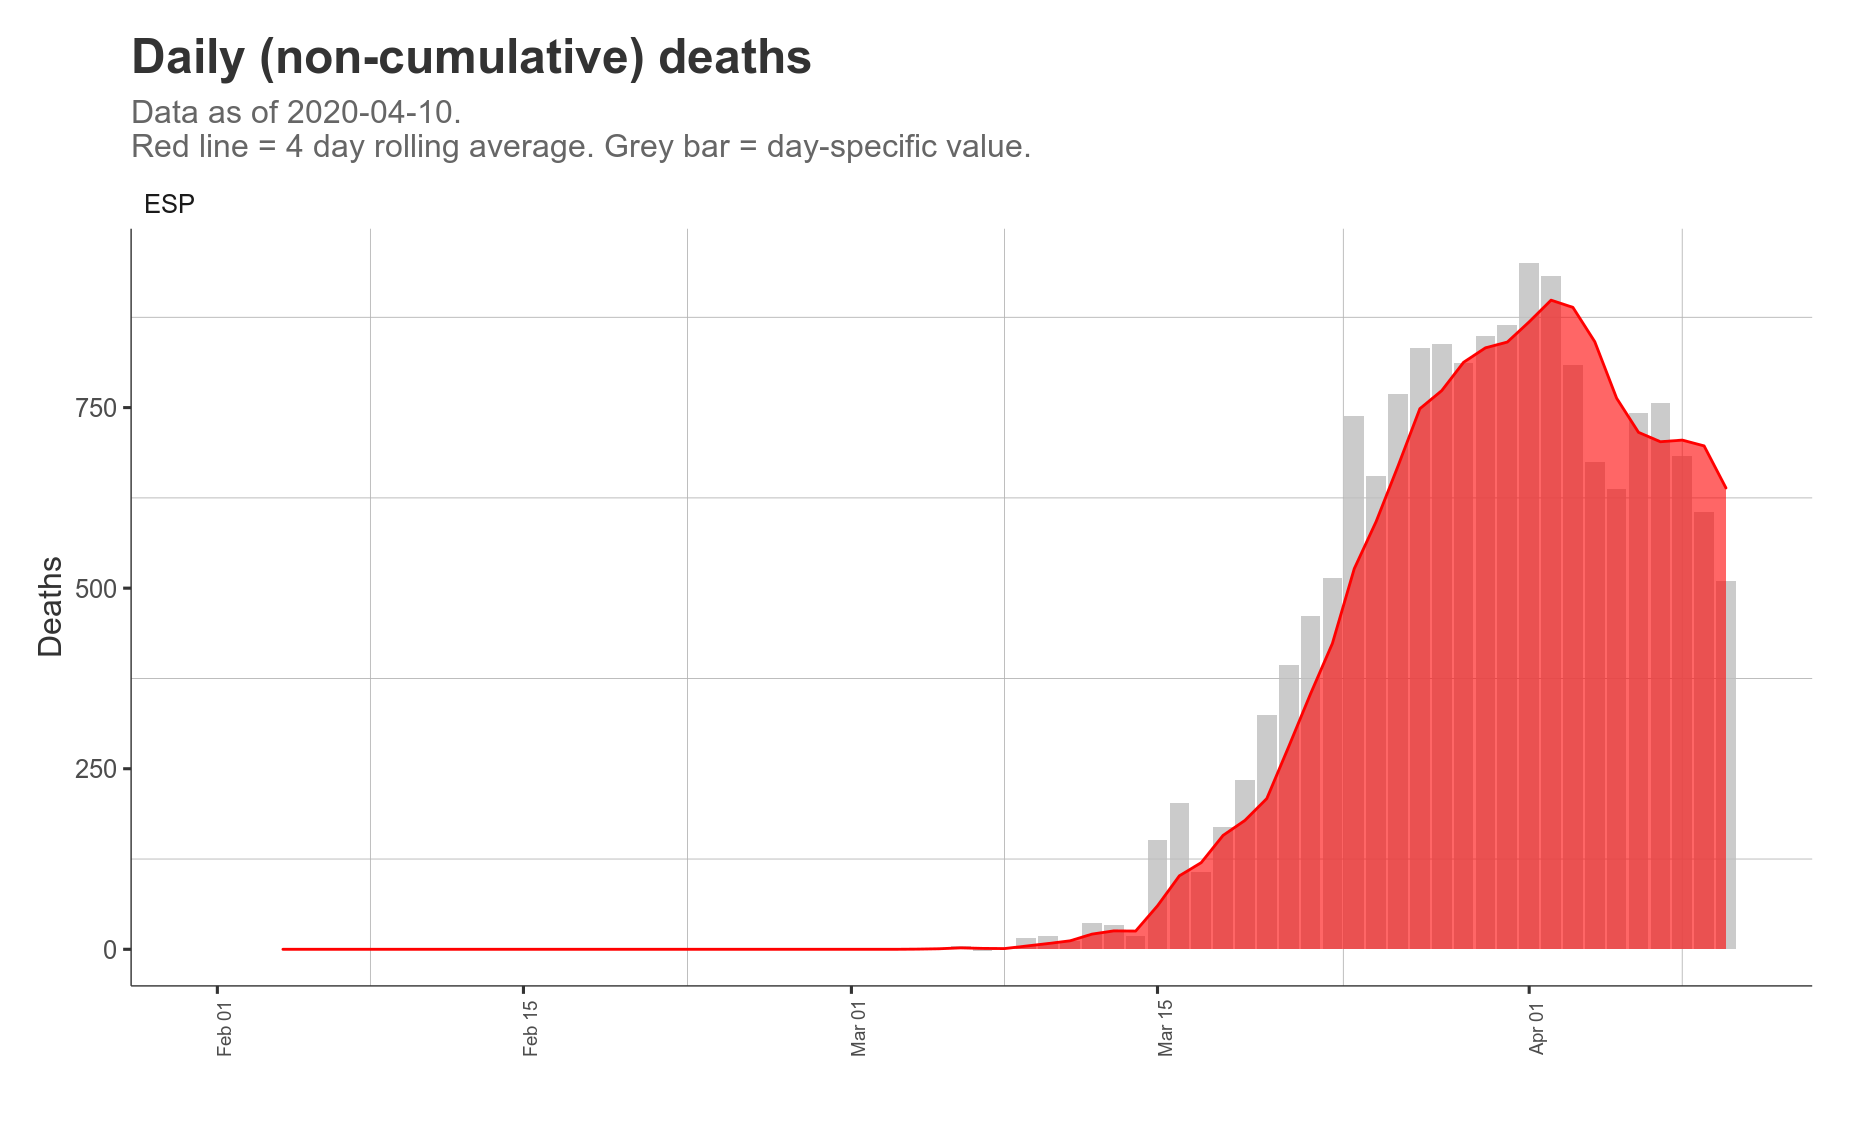 Daily (non-cumulative) deaths
Data as of 2020-04-10.
Red line = 4 day rolling average. Grey bar = day-specific value.
ESP
Deaths
750
500
250
0
Feb 01
Feb 15
Mar 01
Mar 15
Apr 01